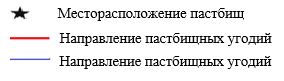 Месторасположение пастбищ
Направление пастбищных угодий
Направление пастбищных угодий